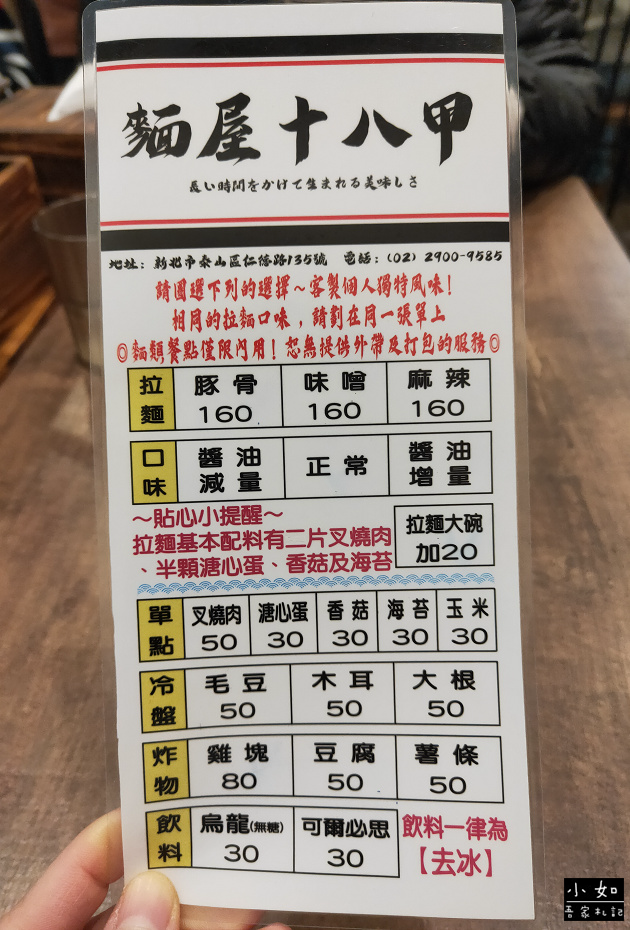 麵屋十八甲
長い時間をかけて生まれる美味しさ
地址：新北市泰山區仁德路135號 電話：(02) 2900-9585
請圈選下列的選擇～客製個人獨特風味！
相同的拉麵口味，請劃在同一張單上
◎麵類餐點僅限內用！恕無提供外帶及打包的服務◎
拉麵 豚骨 味噌 麻辣
160 160 160
口味 醬油減量 正常 醬油增量
～貼心小提醒～
拉麵基本配料有二片叉燒肉
、半顆溏心蛋、香菇及海苔
拉麵大碗
加20
單點 叉燒肉 溏心蛋 香菇 海苔 玉米
50 30 30 30 30
冷盤 毛豆 木耳 大根
50 50 50
炸物 雞塊 豆腐 薯條
80 50 50
飲料 烏龍(無糖) 可爾必思
30 30
飲料一律為
【去冰】
小如
吾家札記